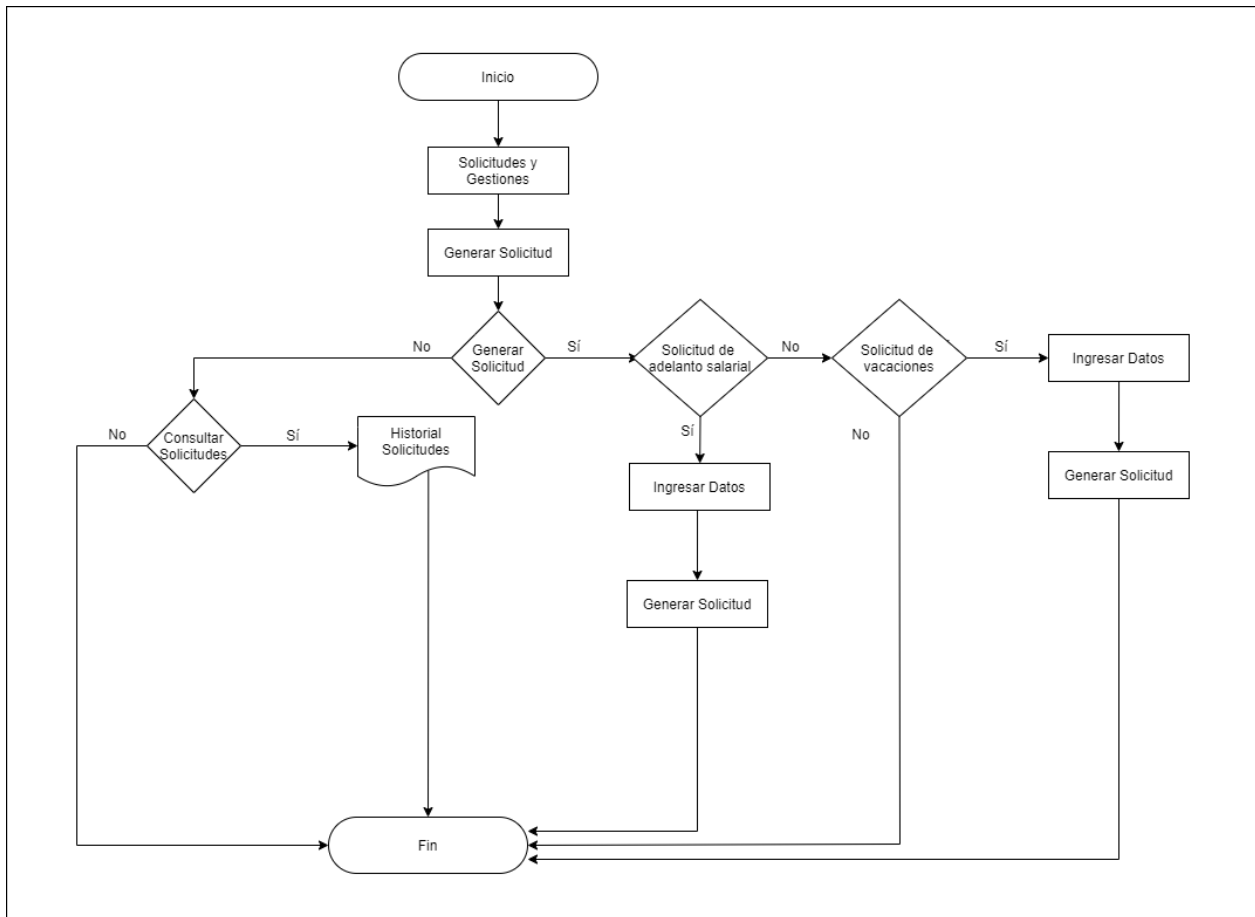 Inicio
Solicitudes y
Gestiones
Generar Solicitud
No
Generar
Solicitud
Sí
Solicitud de
adelanto salarial
No
Solicitud de
vacaciones
Sí
Ingresar Datos
No
Consultar
Solicitudes
Sí
Historial
Solicitudes
Sí
No
Ingresar Datos
Generar Solicitud
Generar Solicitud
Fin